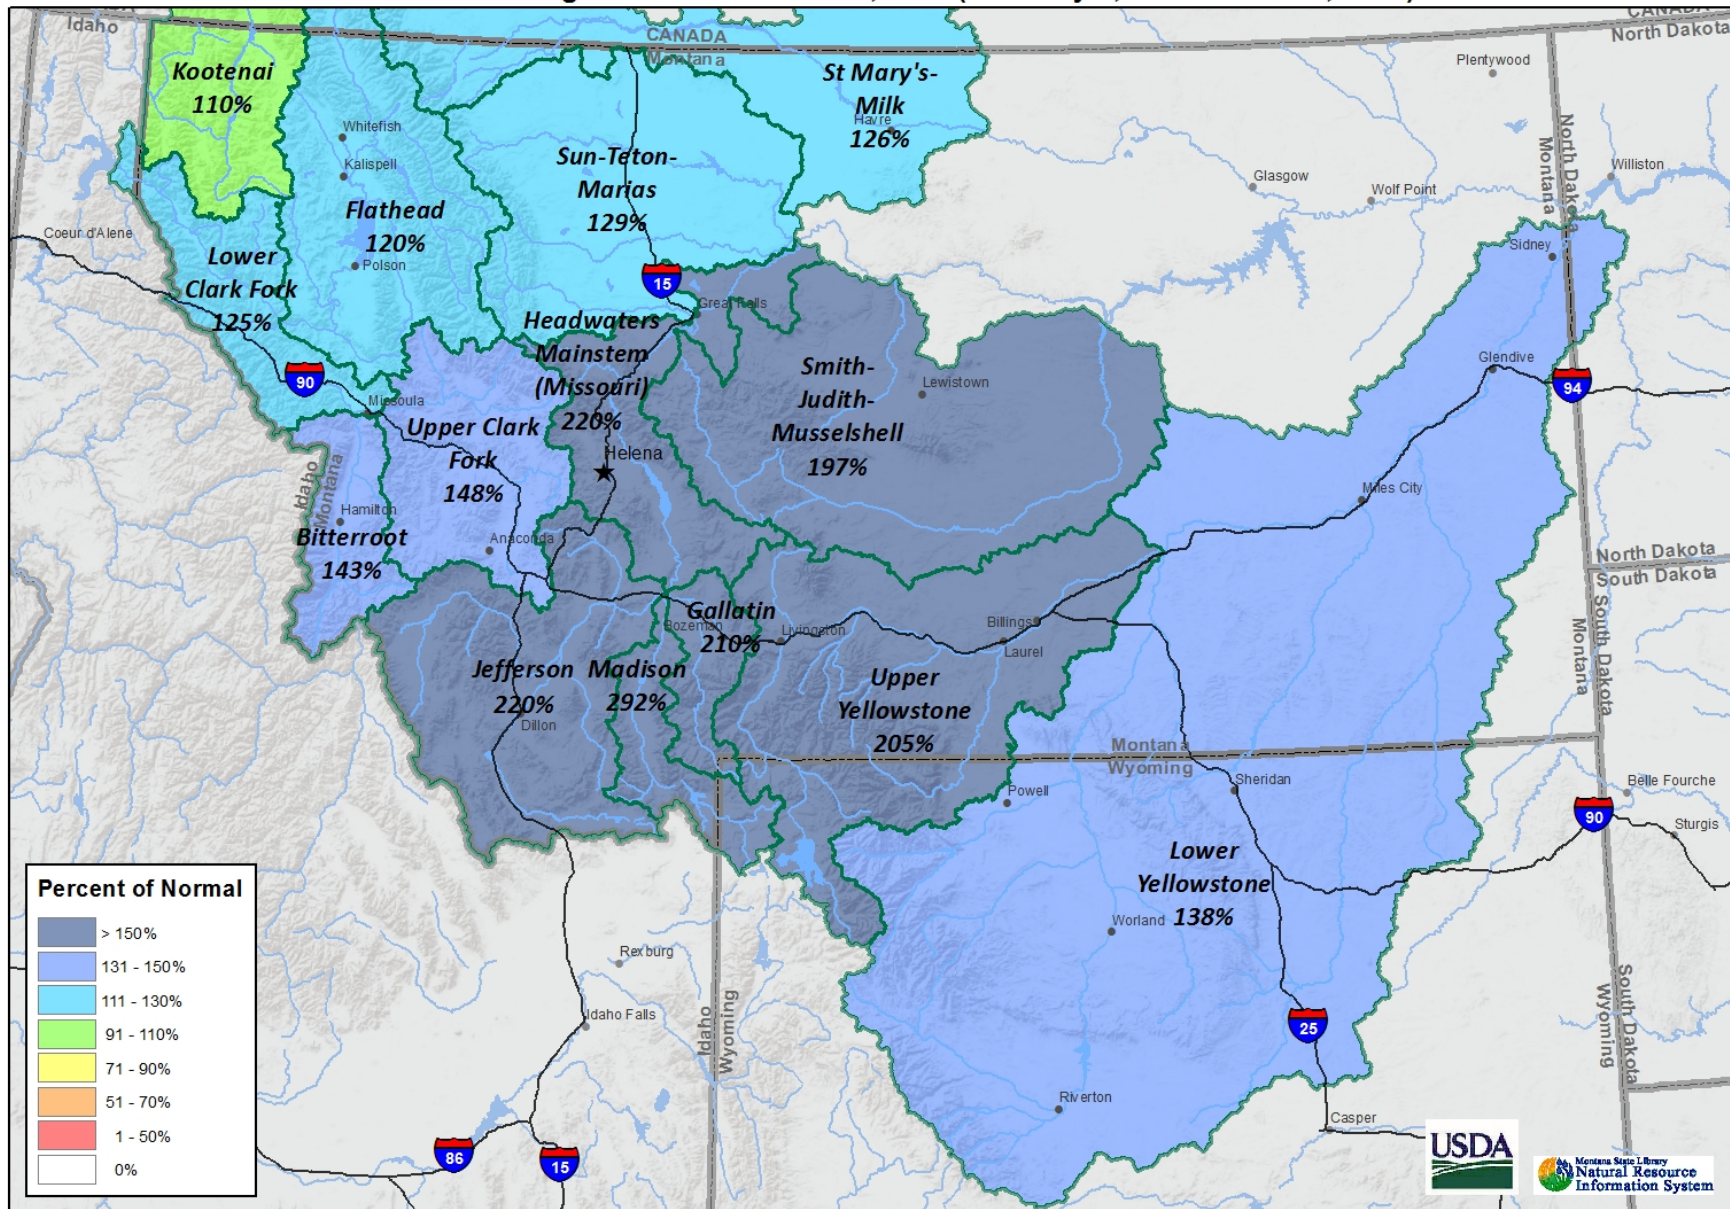 CANADA
Montana
Idaho
CANADA
North Dakota
Kootenai
110%
St Mary's-
Milk
126%
Havre
Plentywood
Whitefish
Kalispell
Sun-Teton-
Marias
129%
Glasgow
Wolf Point
North Dakota
Montana
Williston
Flathead
120%
Polson
Coeur d'Alene
Lower
Clark Fork
125%
Sidney
15
Great Falls
Headwaters
Mainstem
(Missouri)
220%
Helena
Smith-
Judith-
Musselshell
197%
Lewistown
Glendive
94
90
Missoula
Upper Clark
Fork
148%
Idaho
Montana
Hamilton
Bitterroot
143%
Anaconda
Miles City
North Dakota
South Dakota
South Dakota
Montana
Gallatin
210%
Bozeman
Livingston
Billings
Laurel
Jefferson
220%
Dillon
Madison
292%
Upper
Yellowstone
205%
Montana
Wyoming
Powell
Sheridan
Belle Fourche
90
Sturgis
Lower
Yellowstone
138%
Worland
Percent of Normal
> 150%
131 - 150%
111 - 130%
91 - 110%
71 - 90%
51 - 70%
1 - 50%
0%
Rexburg
Idaho Falls
Idaho
Wyoming
South Dakota
Wyoming
25
Riverton
Casper
86
15
USDA
Montana State Library
Natural Resource
Information System